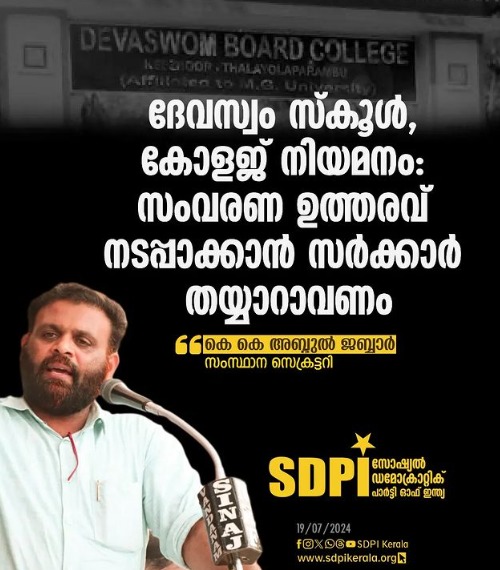 DEVASWOM BOARD COLLEGE
THALAYOLAPARAMBU
(Affiliated to M.G. University)
ദേവസ്വം സ്കൂൾ,
കോളജ് നിയമനം:
സംവരണ ഉത്തരവ്
നടപ്പാക്കാൻ സർക്കാർ
തയ്യാറാവണം
കെ കെ അബ്ദുൽ ജബ്ബാർ
സംസ്ഥാന സെക്രട്ടറി
SDPI
സോഷ്യൽ
ഡമോക്രാറ്റിക്
പാർട്ടി ഓഫ് ഇന്ത്യ
SINAJ
19/07/2024
SDPI Kerala
www.sdpikerala.org